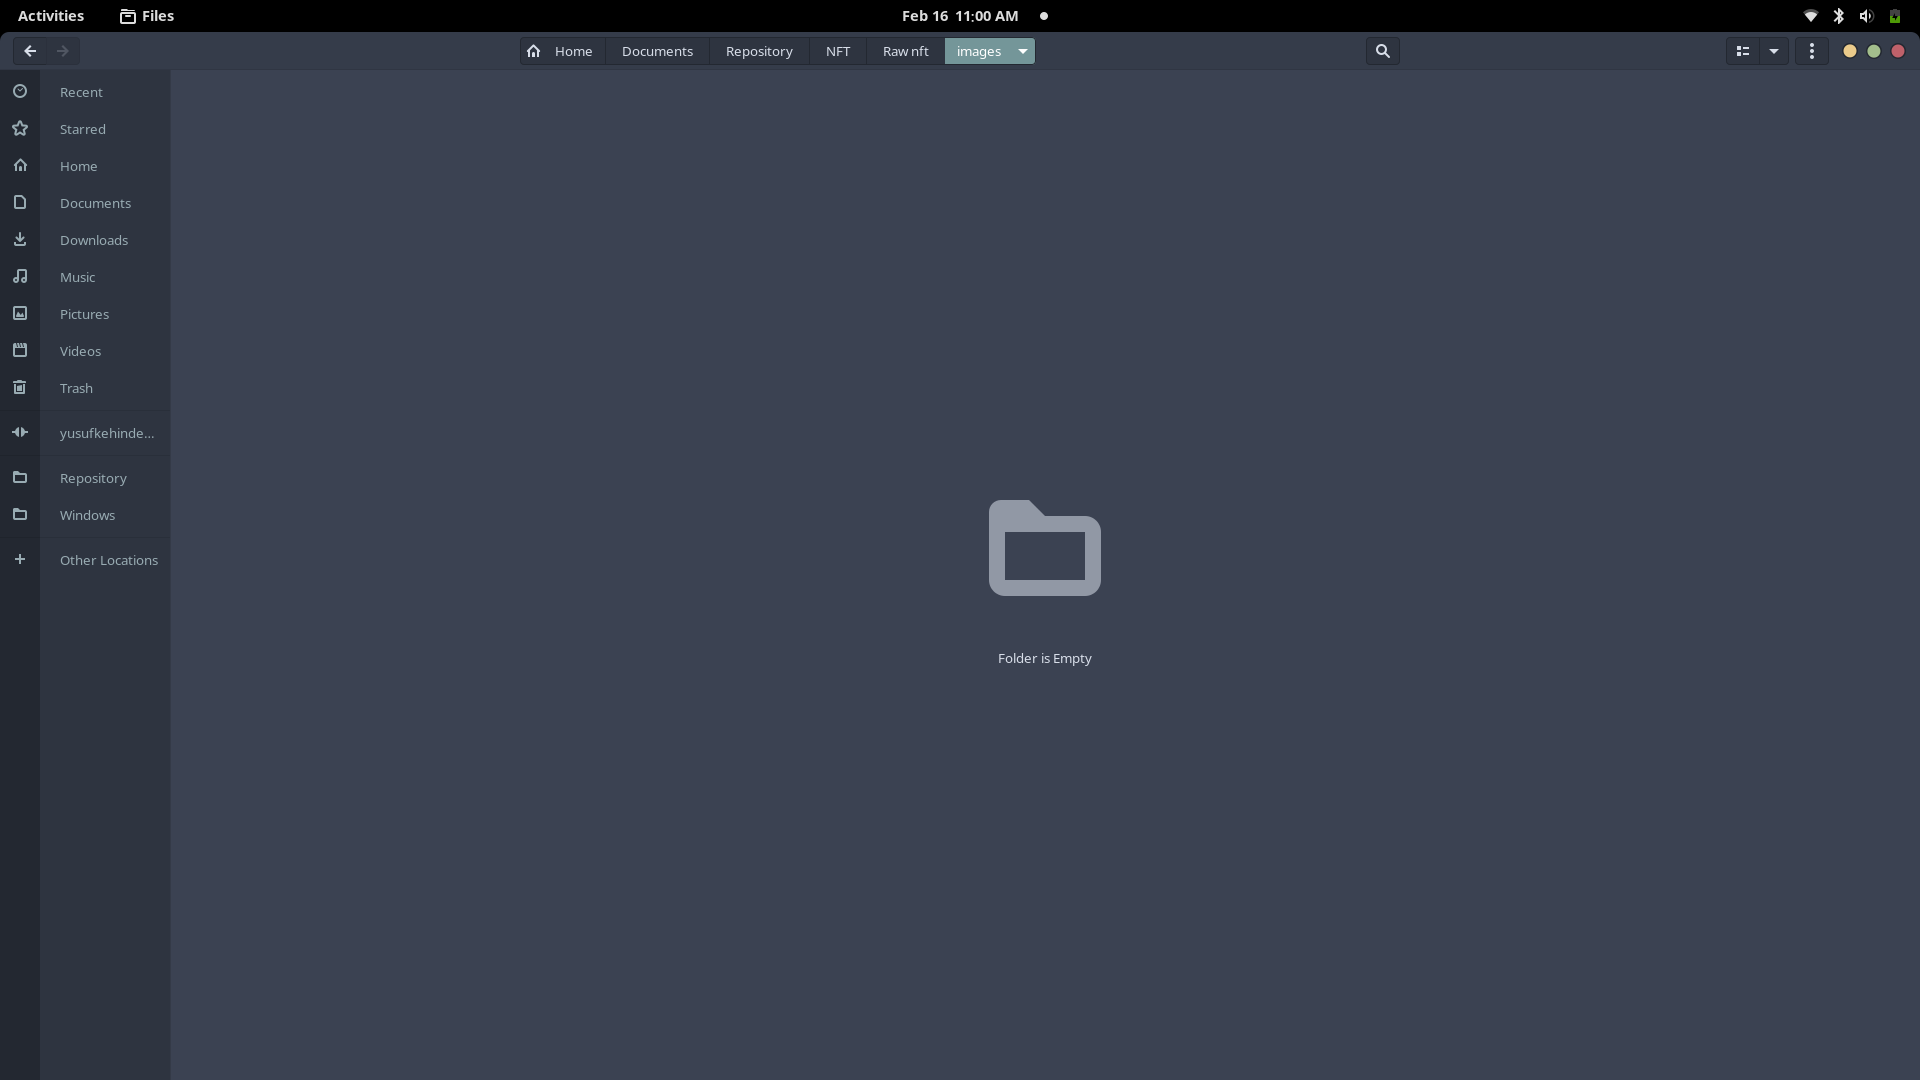 Activities Files Feb 16 11:00 AM
Home Documents Repository NFT Raw nft images
Recent
Starred
Home
Documents
Downloads
Music
Pictures
Videos
Trash
yusufkehinde...
Repository
Windows
Other Locations
Folder is Empty